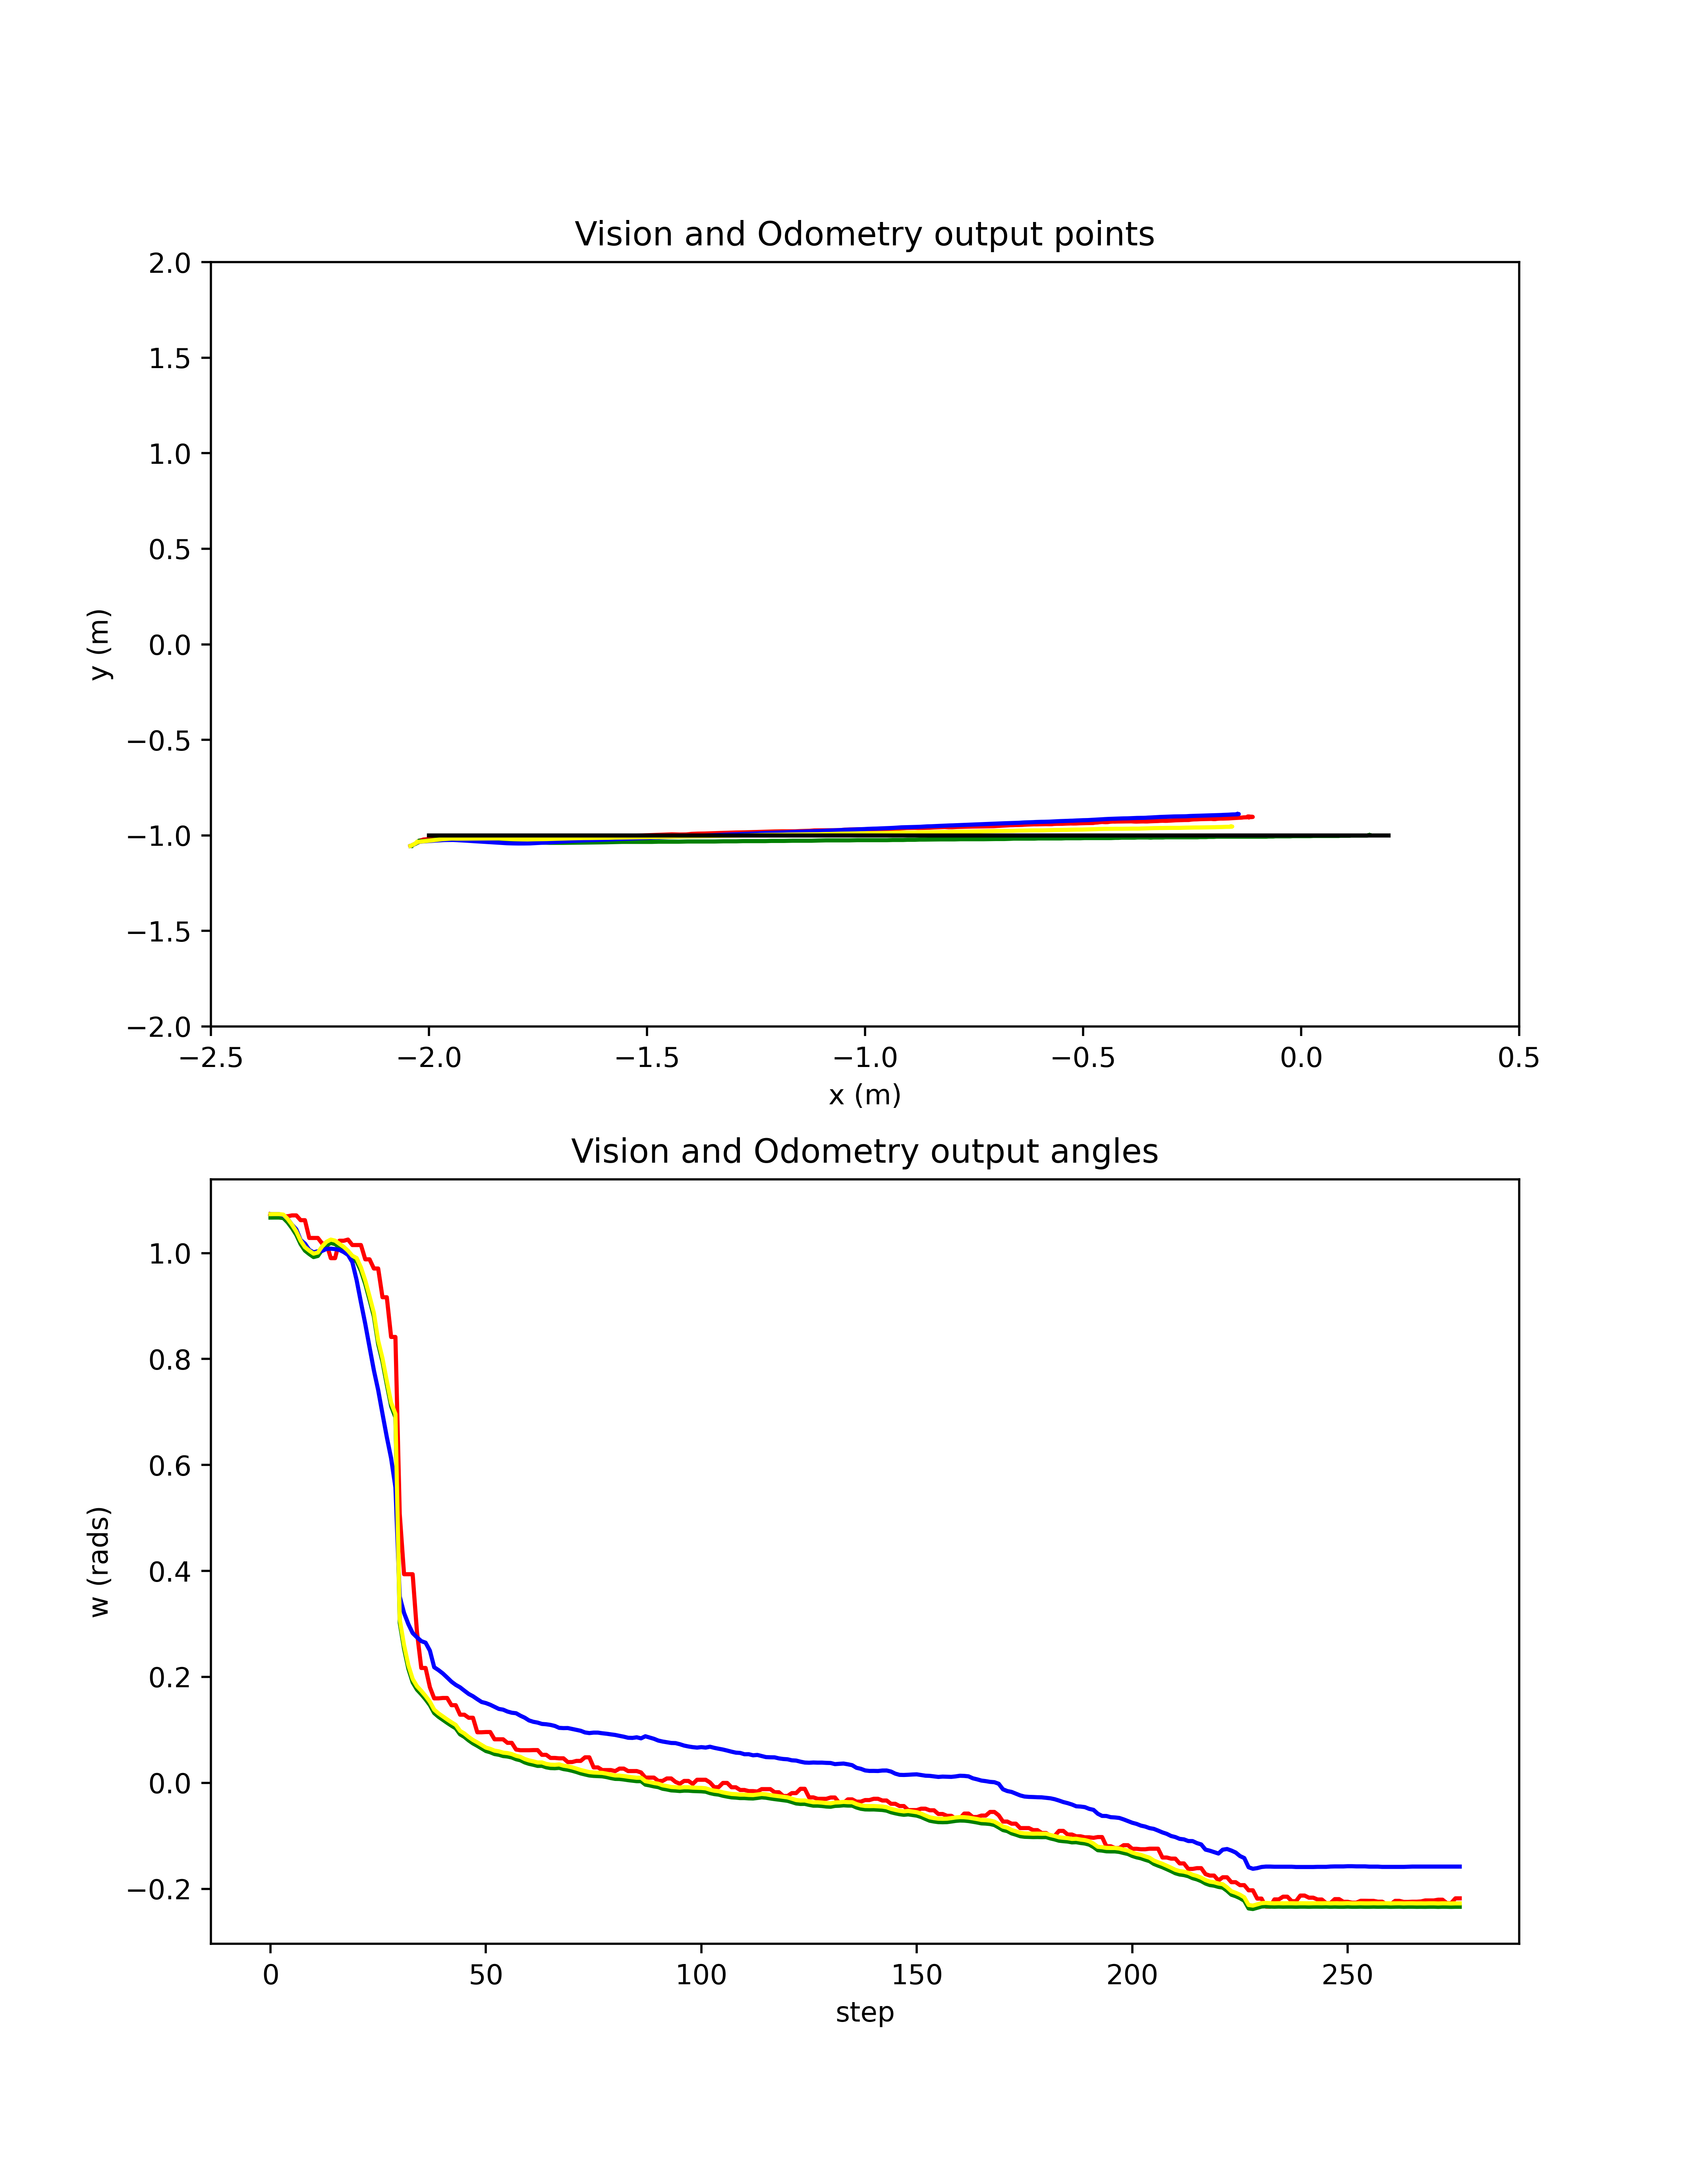 Vision and Odometry output points
2.0
1.5
1.0
0.5
0.0
−0.5
−1.0
−1.5
−2.0
y (m)
−2.5 −2.0 −1.5 −1.0 −0.5 0.0 0.5
x (m)
Vision and Odometry output angles
1.0
0.8
0.6
0.4
0.2
0.0
−0.2
w (rads)
0 50 100 150 200 250
step